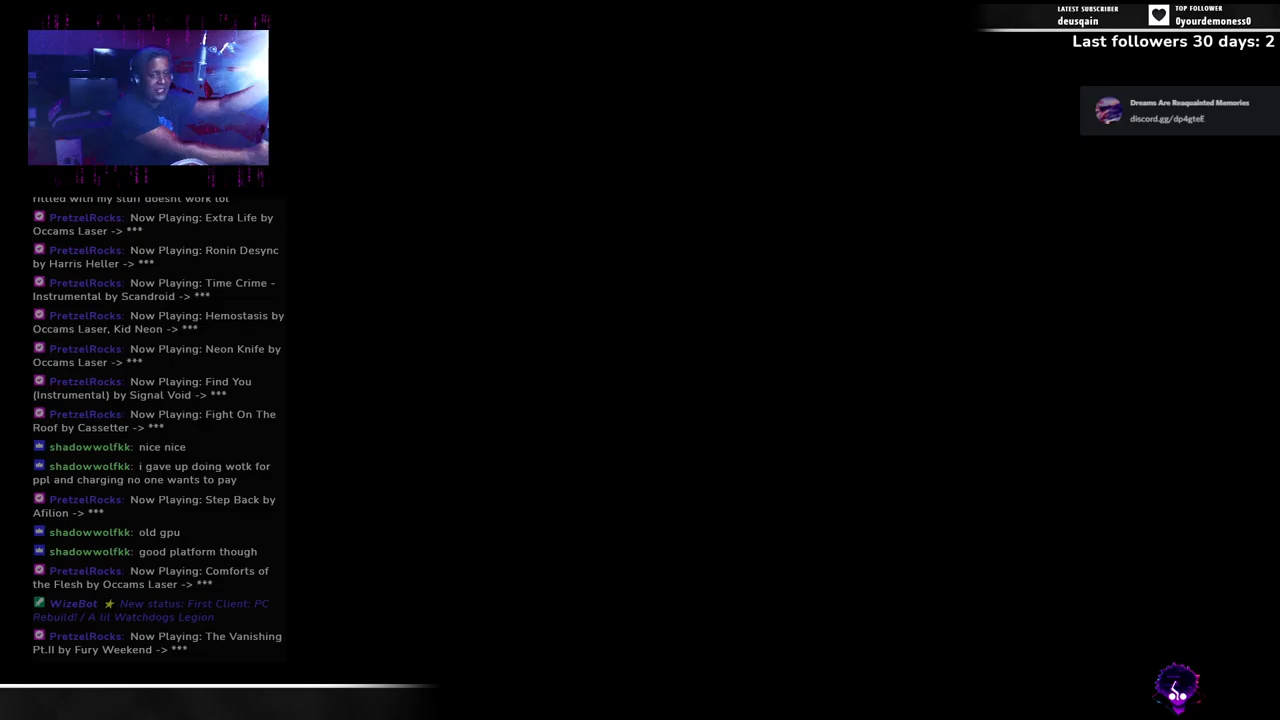 LATEST SUBSCRIBER
deusqain
TOP FOLLOWER
0yourdemoness0
Last followers 30 days: 2
Dreams Are Reaquainted Memories
discord.gg/dp4gteE
rittled with my stuff doesnt work lol
PretzelRocks: Now Playing: Extra Life by
Occams Laser -> ***
PretzelRocks: Now Playing: Ronin Desync
by Harris Heller -> ***
PretzelRocks: Now Playing: Time Crime -
Instrumental by Scandroid -> ***
PretzelRocks: Now Playing: Hemostasis by
Occams Laser, Kid Neon -> ***
PretzelRocks: Now Playing: Neon Knife by
Occams Laser -> ***
PretzelRocks: Now Playing: Find You
(Instrumental) by Signal Void -> ***
PretzelRocks: Now Playing: Fight On The
Roof by Cassetter -> ***
shadowwolfkk: nice nice
shadowwolfkk: i gave up doing wotk for
ppl and charging no one wants to pay
PretzelRocks: Now Playing: Step Back by
Afilion -> ***
shadowwolfkk: old gpu
shadowwolfkk: good platform though
PretzelRocks: Now Playing: Comforts of
the Flesh by Occams Laser -> ***
WizeBot ★ New status: First Client: PC
Rebuild! / A lil Watchdogs Legion
PretzelRocks: Now Playing: The Vanishing
Pt.II by Fury Weekend -> ***